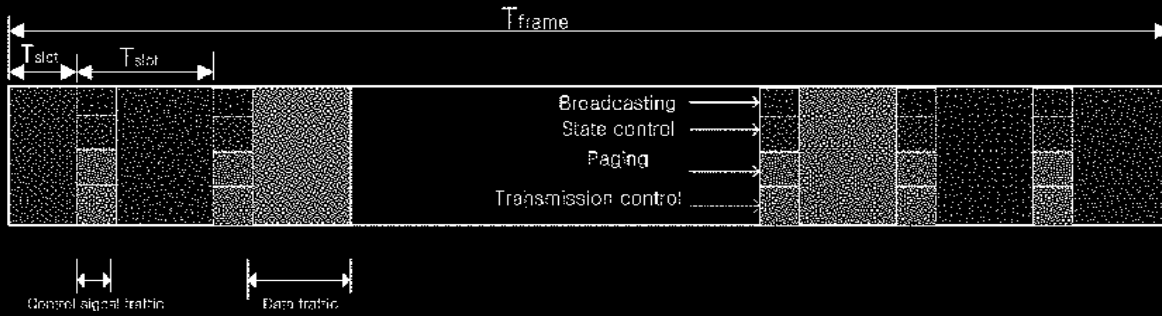 Tframe
Tslot Tslot
Broadcasting
State control
Paging
Transmission control
Control signal traffic Data traffic